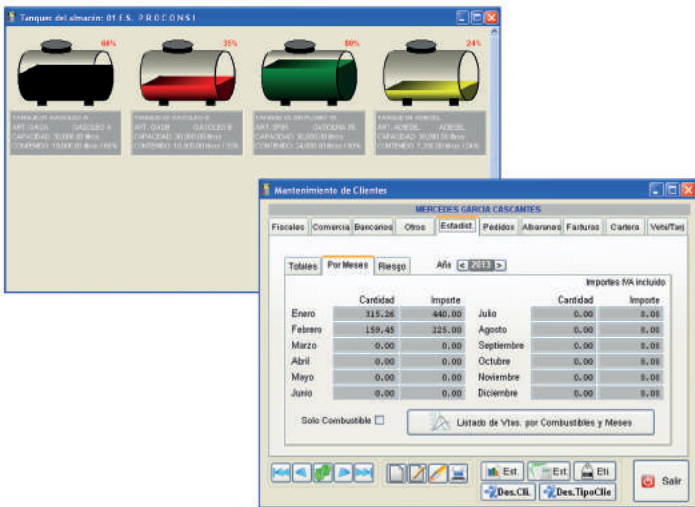 Tanques del almacén: 01 E.S. P R O C O N S I
35%
80%
24%
Mantenimiento de Clientes
MERCEDES GARCIA CASCANTES
Fiscales Comercia Bancarios Otros Estadist. Pedidos Albaranes Facturas Cartera Vehi/Tarj
Totales Por Meses Riesgo Año < 2013 >
Importes IVA incluido
Cantidad Importe Cantidad Importe
Enero 315.26 440.00 Julio 0.00 0.00
Febrero 159.45 225.00 Agosto 0.00 0.00
Marzo 0.00 0.00 Septiembre 0.00 0.00
Abril 0.00 0.00 Octubre 0.00 0.00
Mayo 0.00 0.00 Noviembre 0.00 0.00
Junio 0.00 0.00 Diciembre 0.00 0.00
Solo Combustible Listado de Vtas. por Combustibles y Meses
Est. Ext. Eti. Salir
Des.Cli. Des.TipoClie